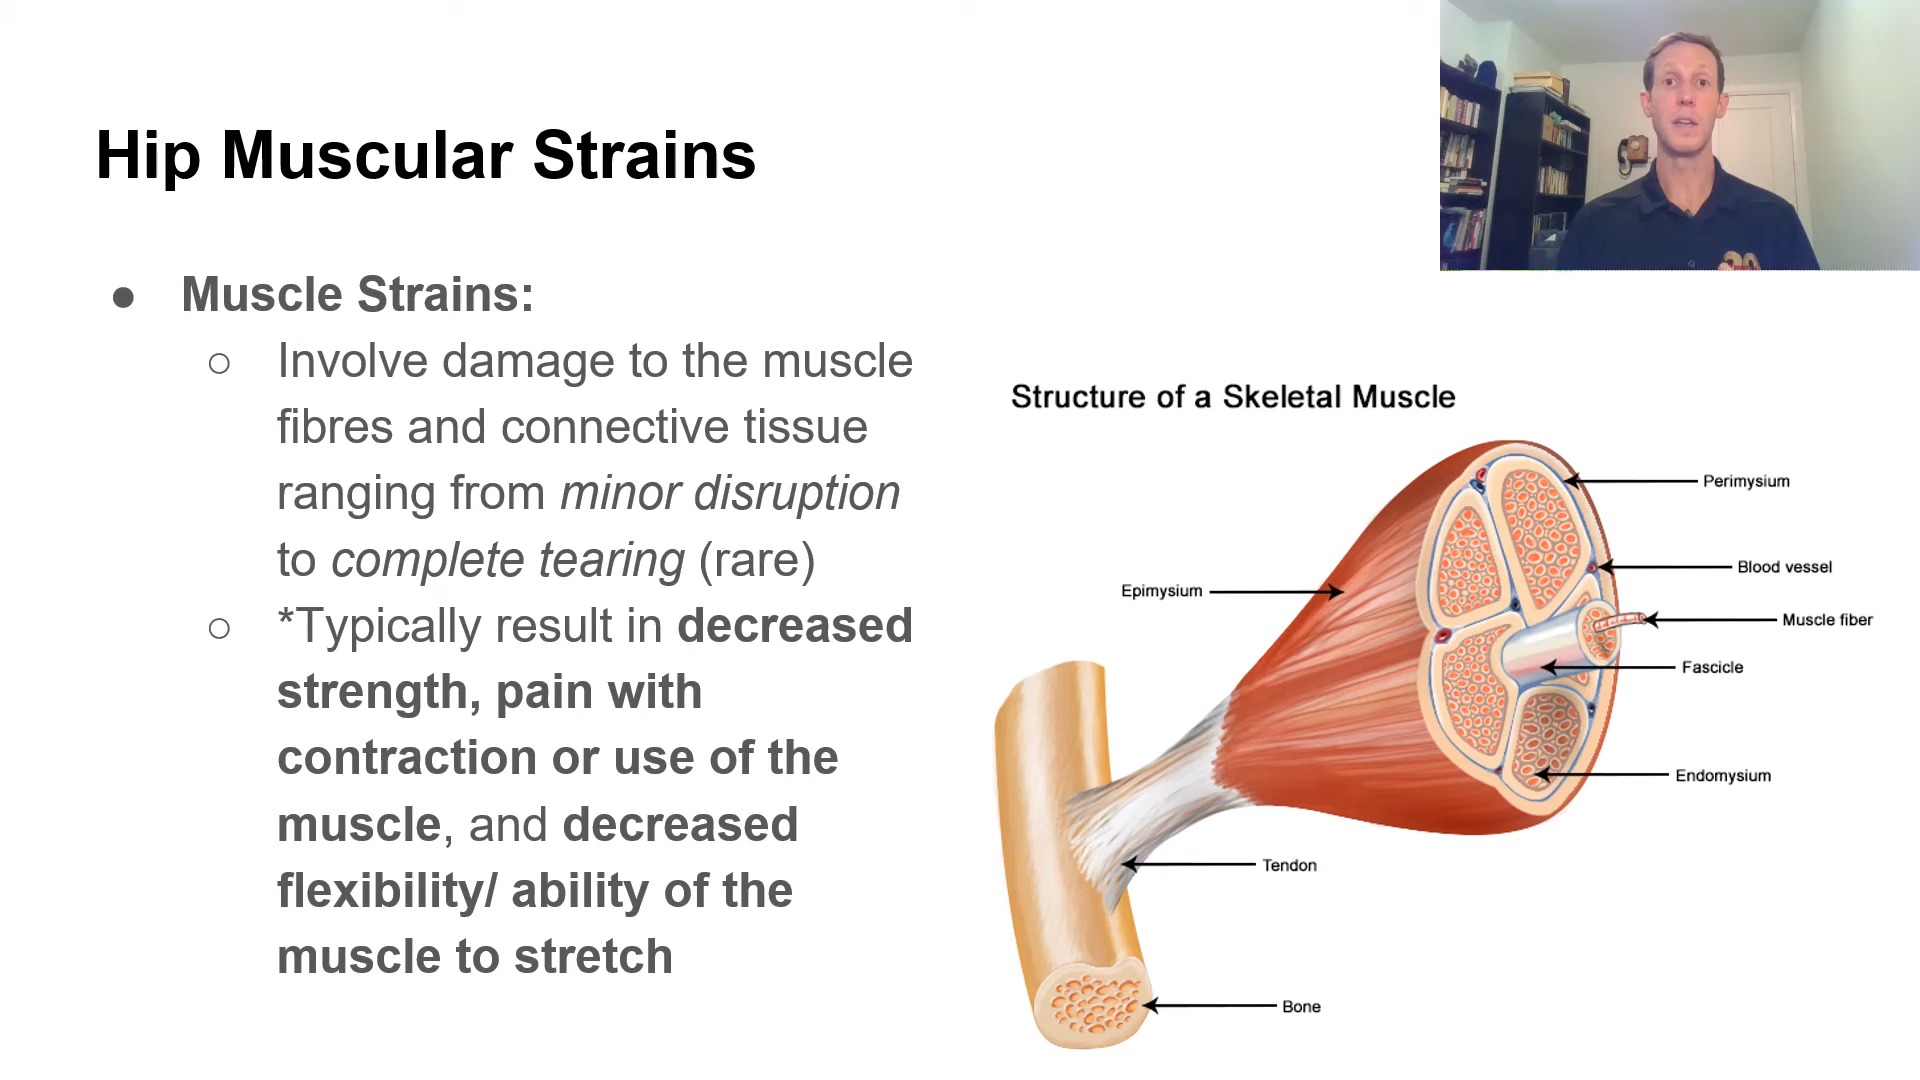 Hip Muscular Strains
● Muscle Strains:
○ Involve damage to the muscle
fibres and connective tissue
ranging from minor disruption
to complete tearing (rare)
○ *Typically result in decreased
strength, pain with
contraction or use of the
muscle, and decreased
flexibility/ ability of the
muscle to stretch
Structure of a Skeletal Muscle
Perimysium
Blood vessel
Epimysium
Muscle fiber
Fascicle
Endomysium
Tendon
Bone